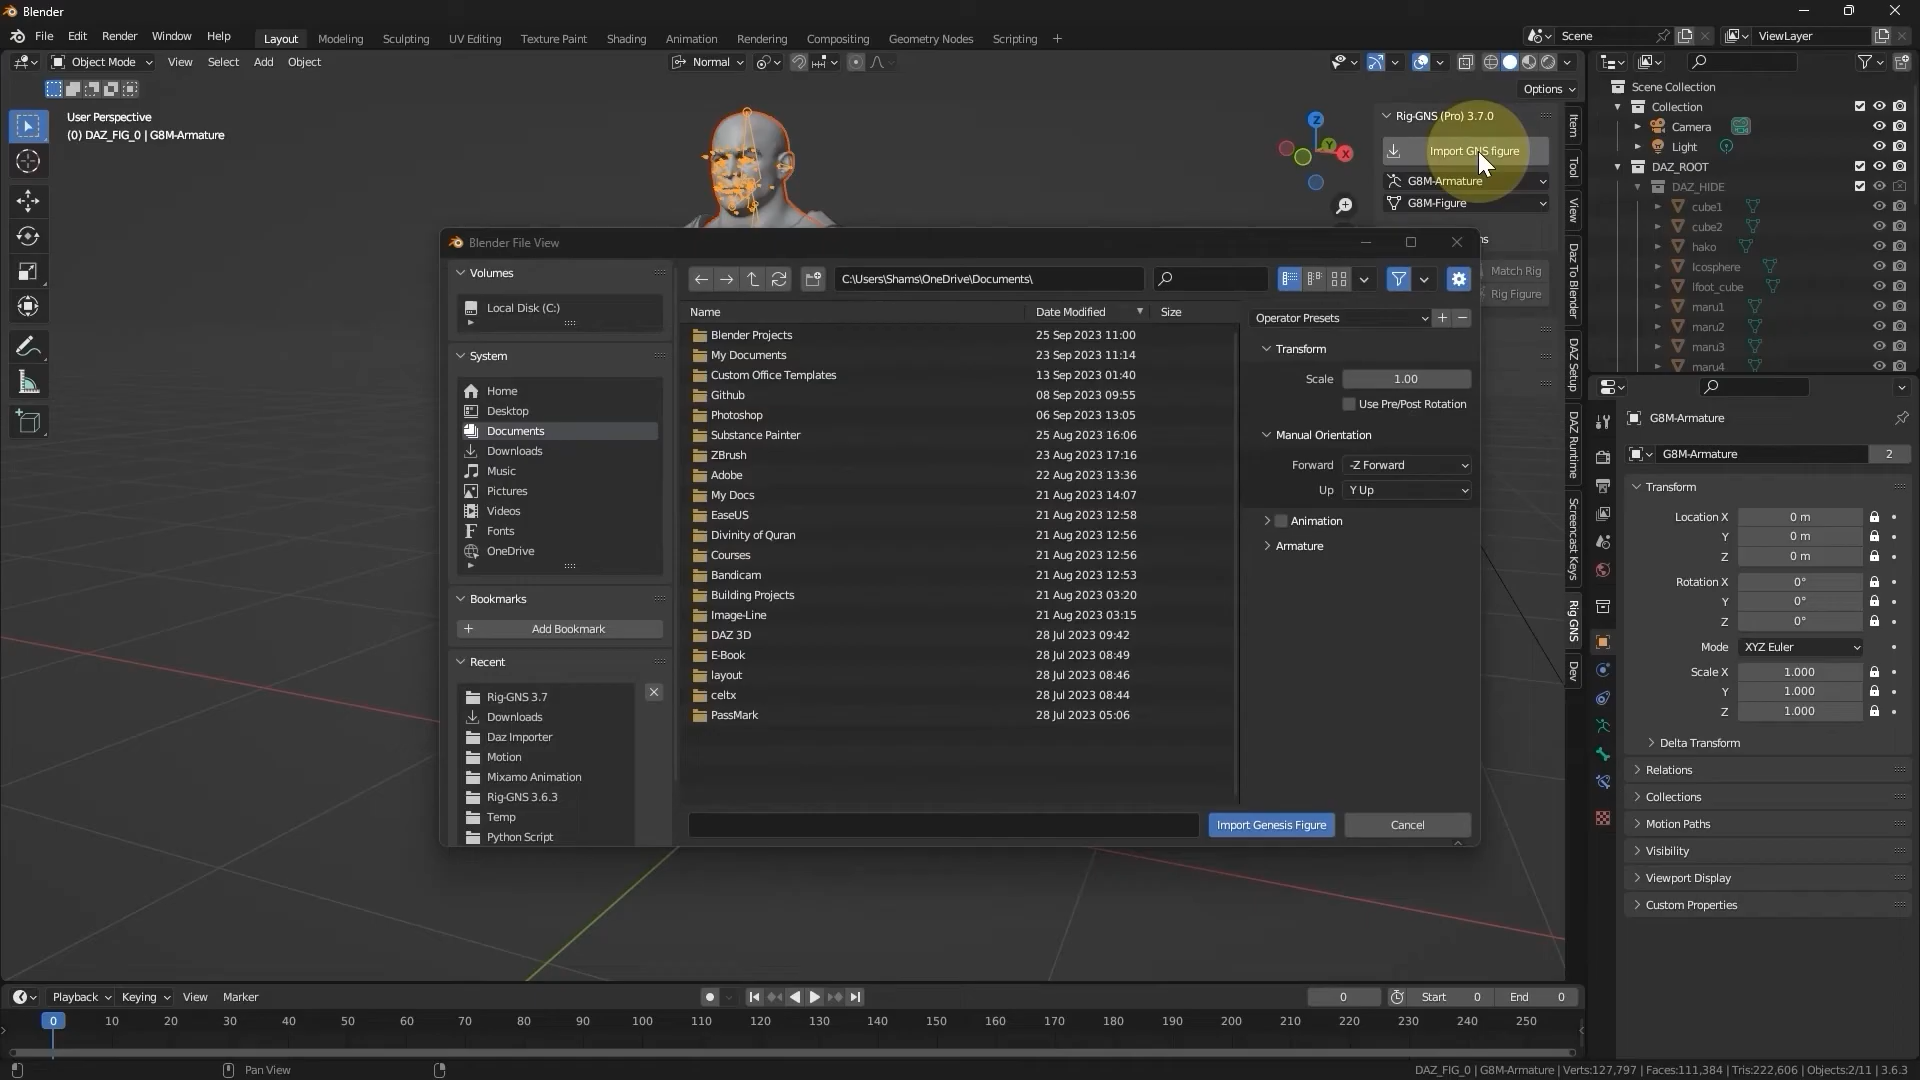 Blender
File Edit Render Window Help
Layout Modeling Sculpting UV Editing Texture Paint Shading Animation Rendering Compositing Geometry Nodes Scripting +
Scene
ViewLayer
Object Mode View Select Add Object
Normal
Options
User Perspective
(0) DAZ_FIG_0 | G8M-Armature
Z
Y
X
Rig-GNS (Pro) 3.7.0
Import GNS figure
G8M-Armature
G8M-Figure
Match Rig
Rig Figure
Item
Tool
View
Daz To Blender
DAZ Setup
DAZ Runtime
Screencast Keys
Rig GNS
Dev
Blender File View
Volumes
Local Disk (C:)
System
Home
Desktop
Documents
Downloads
Music
Pictures
Videos
Fonts
OneDrive
Bookmarks
Add Bookmark
Recent
Rig-GNS 3.7
Downloads
Daz Importer
Motion
Mixamo Animation
Rig-GNS 3.6.3
Temp
Python Script
C:\Users\Shams\OneDrive\Documents\
Name Date Modified Size
Blender Projects 25 Sep 2023 11:00
My Documents 23 Sep 2023 11:14
Custom Office Templates 13 Sep 2023 01:40
Github 08 Sep 2023 09:55
Photoshop 06 Sep 2023 13:05
Substance Painter 25 Aug 2023 16:06
ZBrush 23 Aug 2023 17:16
Adobe 22 Aug 2023 13:36
My Docs 21 Aug 2023 14:07
EaseUS 21 Aug 2023 12:58
Divinity of Quran 21 Aug 2023 12:56
Courses 21 Aug 2023 12:56
Bandicam 21 Aug 2023 12:53
Building Projects 21 Aug 2023 03:20
Image-Line 21 Aug 2023 03:15
DAZ 3D 28 Jul 2023 09:42
E-Book 28 Jul 2023 08:49
layout 28 Jul 2023 08:46
celtx 28 Jul 2023 08:44
PassMark 28 Jul 2023 05:06
Operator Presets
Transform
Scale 1.00
Use Pre/Post Rotation
Manual Orientation
Forward -Z Forward
Up Y Up
Animation
Armature
Import Genesis Figure
Cancel
Scene Collection
Collection
Camera
Light
DAZ_ROOT
DAZ_HIDE
cube1
cube2
hako
Icosphere
lfoot_cube
maru1
maru2
maru3
maru4
G8M-Armature
G8M-Armature 2
Transform
Location X 0 m
Y 0 m
Z 0 m
Rotation X 0°
Y 0°
Z 0°
Mode XYZ Euler
Scale X 1.000
Y 1.000
Z 1.000
Delta Transform
Relations
Collections
Motion Paths
Visibility
Viewport Display
Custom Properties
Playback Keying View Marker
0 Start 0 End 0
0 10 20 30 40 50 60 70 80 90 100 110 120 130 140 150 160 170 180 190 200 210 220 230 240 250
Pan View
DAZ_FIG_0 | G8M-Armature | Verts:127,797 | Faces:111,384 | Tris:222,606 | Objects:2/11 | 3.6.3